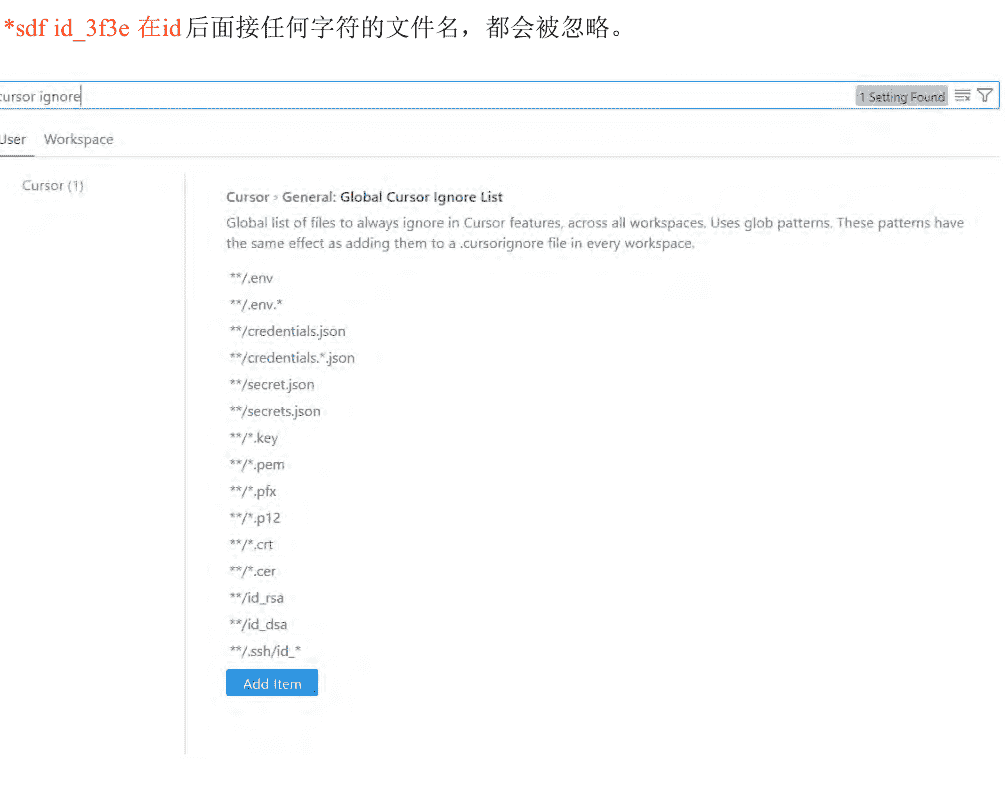 *sdf id_3f3e 在id后面接任何字符的文件名，都会被忽略。
cursor ignore
1 Setting Found
User Workspace
Cursor (1)
Cursor › General: Global Cursor Ignore List
Global list of files to always ignore in Cursor features, across all workspaces. Uses glob patterns. These patterns have
the same effect as adding them to a .cursorignore file in every workspace.
**/.env
**/.env.*
**/credentials.json
**/credentials.*.json
**/secret.json
**/secrets.json
**/*.key
**/*.pem
**/*.pfx
**/*.p12
**/*.crt
**/*.cer
**/id_rsa
**/id_dsa
**/.ssh/id_*
Add Item